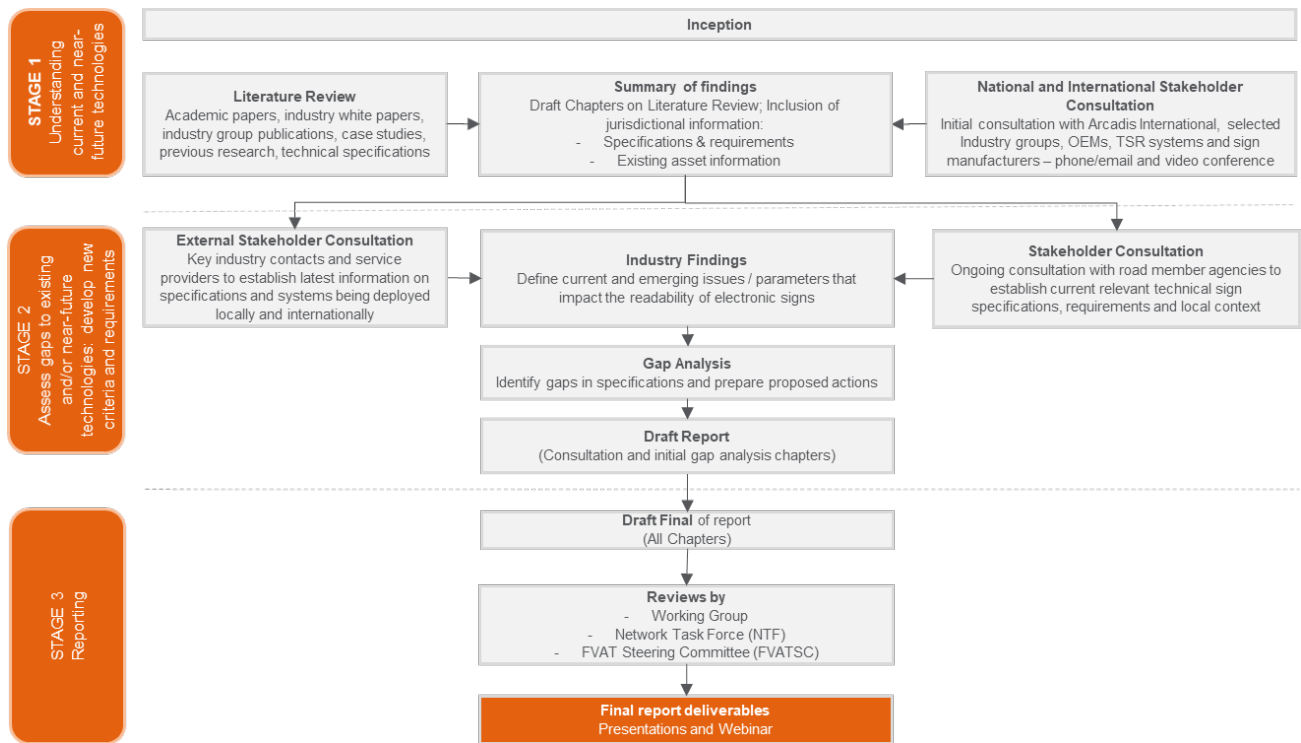 STAGE 1
Understanding
current and near-
future technologies
Inception
Literature Review
Academic papers, industry white papers,
industry group publications, case studies,
previous research, technical specifications
Summary of findings
Draft Chapters on Literature Review; Inclusion of
jurisdictional information:
- Specifications & requirements
- Existing asset information
National and International Stakeholder
Consultation
Initial consultation with Arcadis International, selected
Industry groups, OEMs, TSR systems and sign
manufacturers – phone/email and video conference
STAGE 2
Assess gaps to existing
and/or near-future
technologies: develop new
criteria and requirements
External Stakeholder Consultation
Key industry contacts and service
providers to establish latest information on
specifications and systems being deployed
locally and internationally
Industry Findings
Define current and emerging issues / parameters that
impact the readability of electronic signs
Stakeholder Consultation
Ongoing consultation with road member agencies to
establish current relevant technical sign
specifications, requirements and local context
Gap Analysis
Identify gaps in specifications and prepare proposed actions
Draft Report
(Consultation and initial gap analysis chapters)
STAGE 3
Reporting
Draft Final of report
(All Chapters)
Reviews by
- Working Group
- Network Task Force (NTF)
- FVAT Steering Committee (FVATSC)
Final report deliverables
Presentations and Webinar